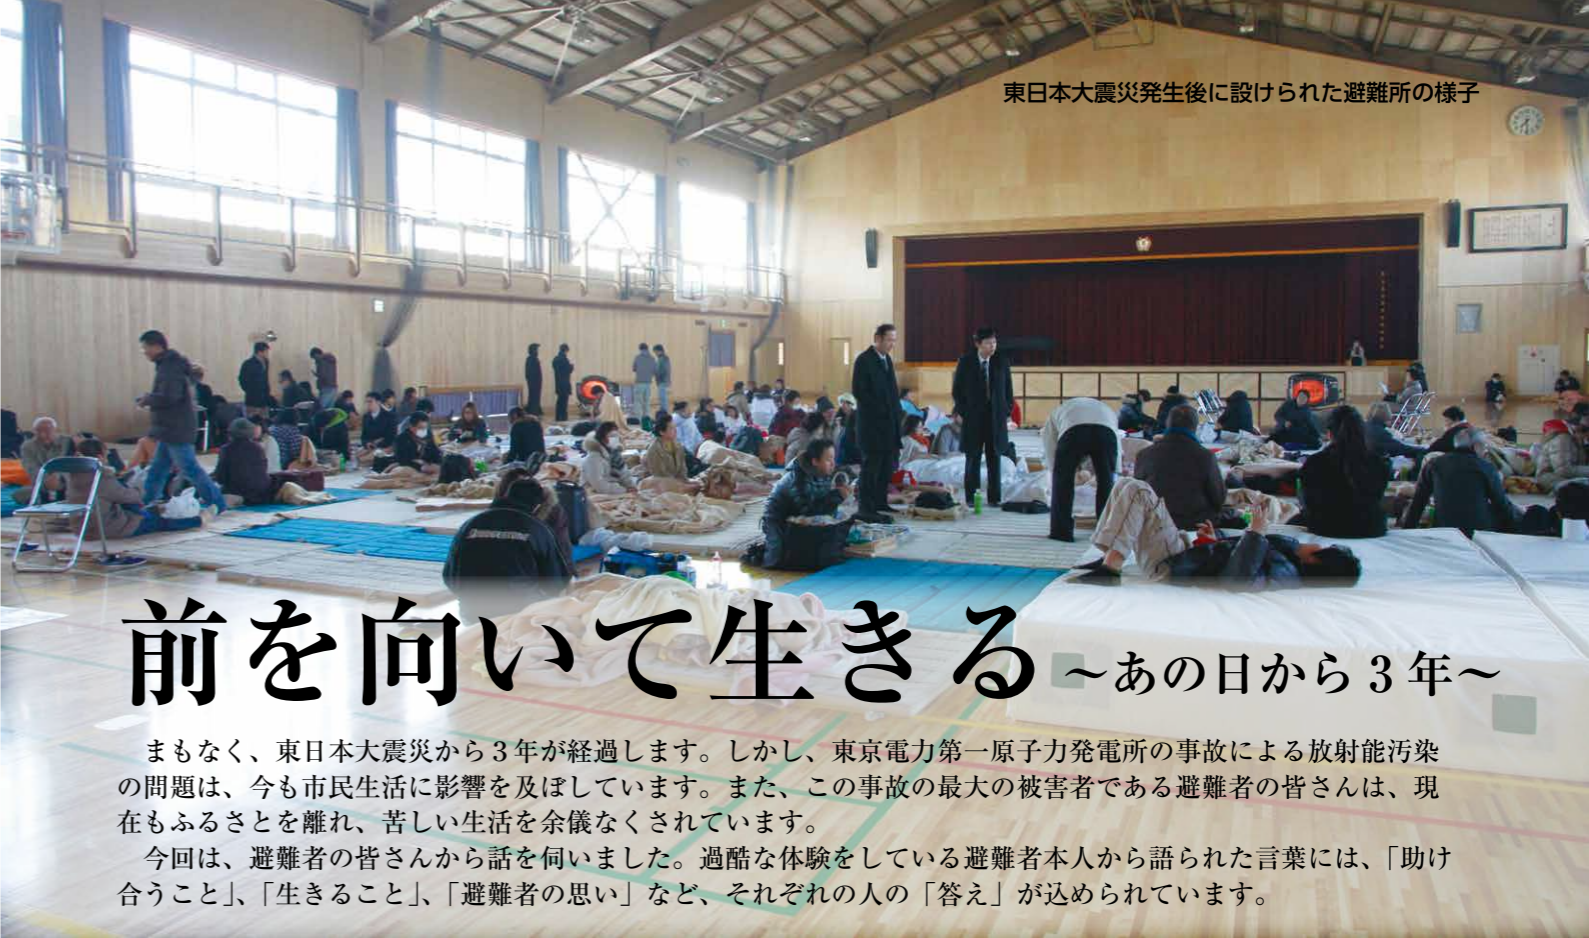 東日本大震災発生後に設けられた避難所の様子
前を向いて生きる ～あの日から３年～
まもなく、東日本大震災から３年が経過します。しかし、東京電力第一原子力発電所の事故による放射能汚染
の問題は、今も市民生活に影響を及ぼしています。また、この事故の最大の被害者である避難者の皆さんは、現
在もふるさとを離れ、苦しい生活を余儀なくされています。
今回は、避難者の皆さんから話を伺いました。過酷な体験をしている避難者本人から語られた言葉には、「助け
合うこと」、「生きること」、「避難者の思い」など、それぞれの人の「答え」が込められています。